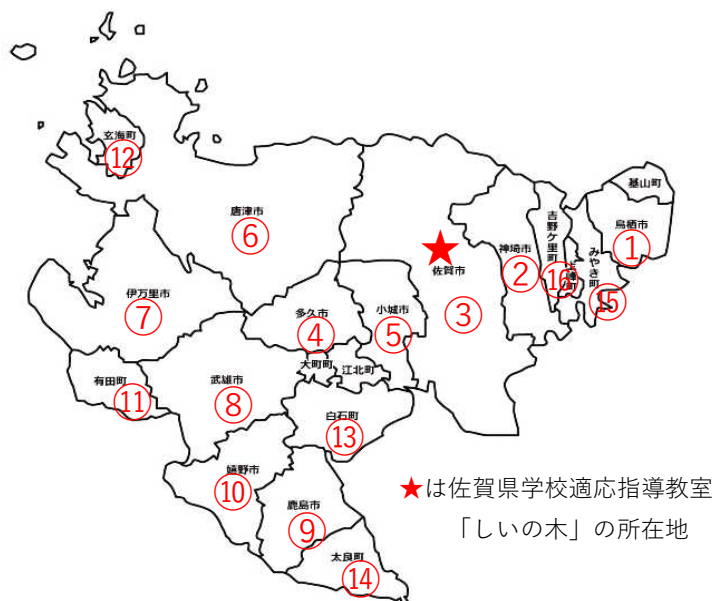 玄海町
⑫
唐津市
⑥
伊万里市
⑦
有田町
⑪
武雄市
⑧
多久市
④
小城市
⑤
大町町
江北町
白石町
⑬
嬉野市
⑩
鹿島市
⑨
太良町
⑭
★
佐賀市
③
神埼市
②
吉野ケ里町
⑯
みやき町
⑮
基山町
鳥栖市
①
★は佐賀県学校適応指導教室
「しいの木」の所在地